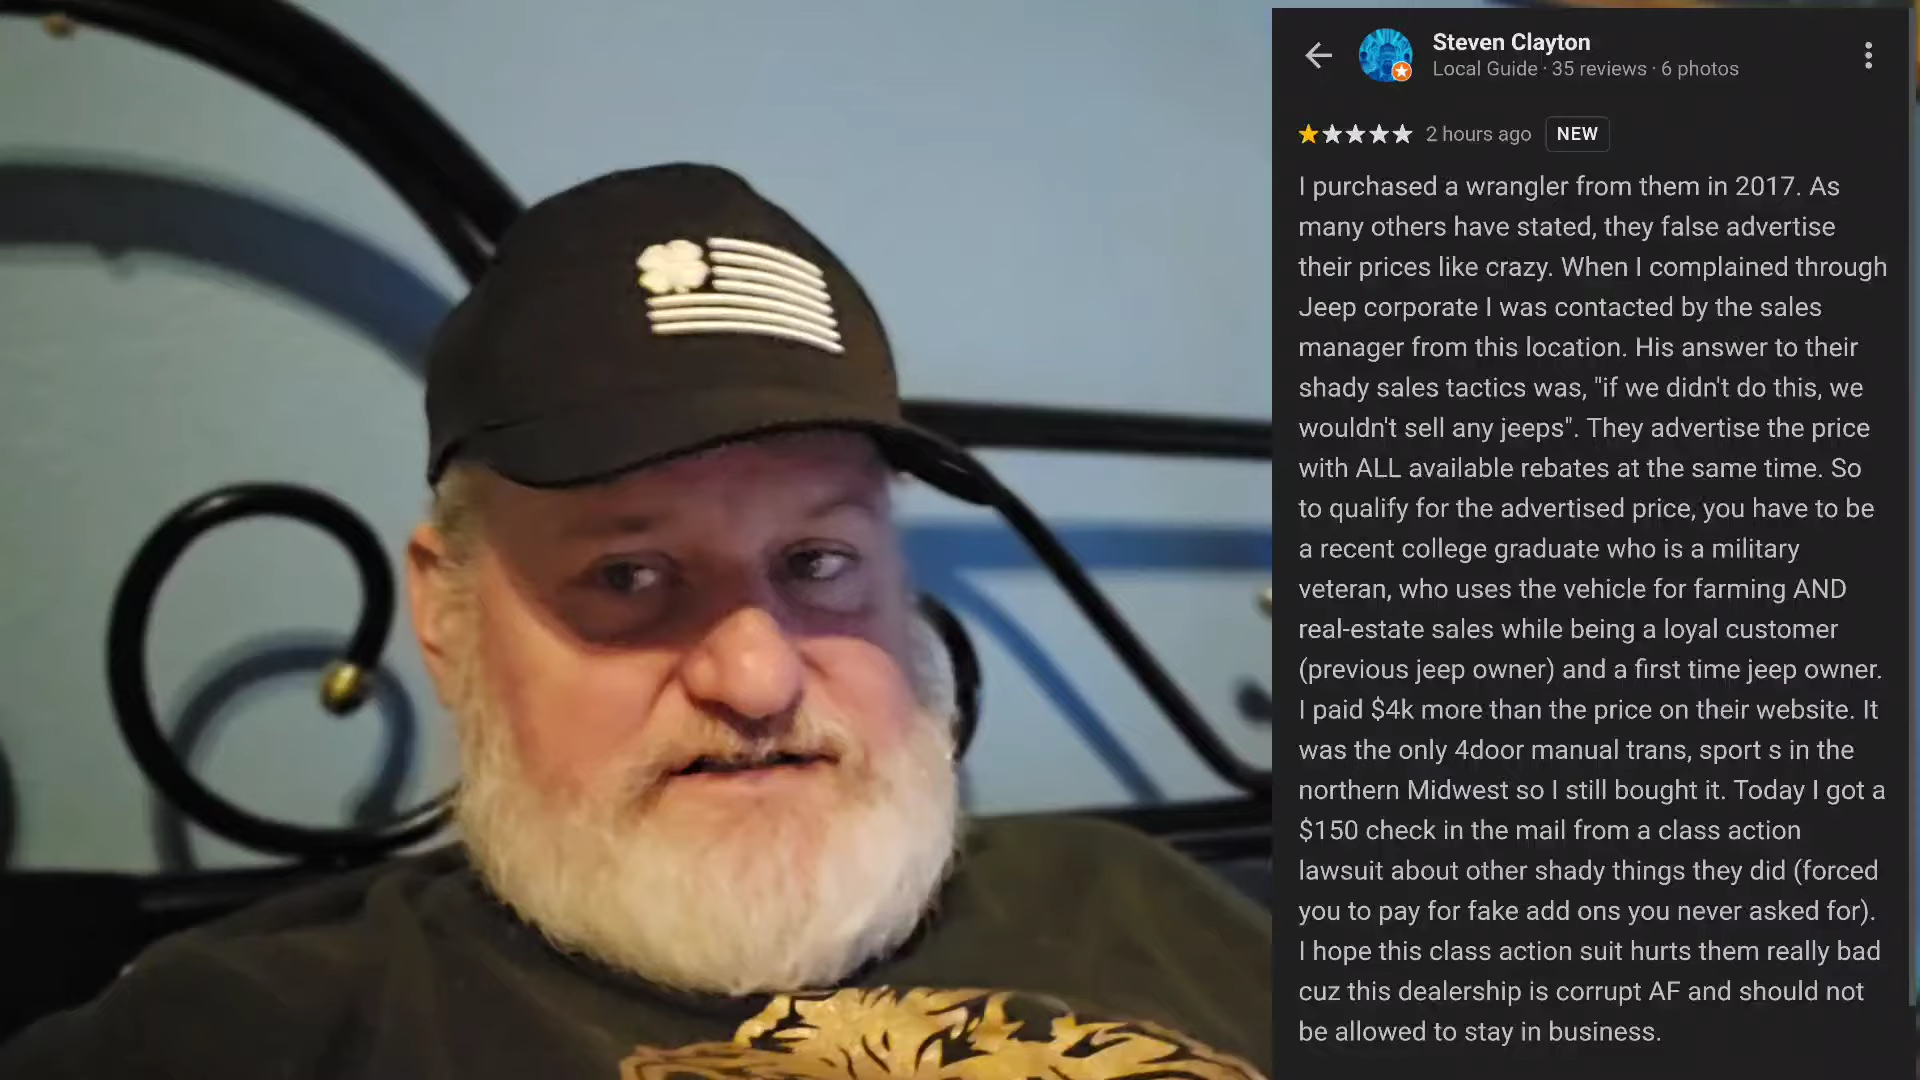 Steven Clayton
Local Guide · 35 reviews · 6 photos
2 hours ago NEW
I purchased a wrangler from them in 2017. As
many others have stated, they false advertise
their prices like crazy. When I complained through
Jeep corporate I was contacted by the sales
manager from this location. His answer to their
shady sales tactics was, "if we didn't do this, we
wouldn't sell any jeeps". They advertise the price
with ALL available rebates at the same time. So
to qualify for the advertised price, you have to be
a recent college graduate who is a military
veteran, who uses the vehicle for farming AND
real-estate sales while being a loyal customer
(previous jeep owner) and a first time jeep owner.
I paid $4k more than the price on their website. It
was the only 4door manual trans, sport s in the
northern Midwest so I still bought it. Today I got a
$150 check in the mail from a class action
lawsuit about other shady things they did (forced
you to pay for fake add ons you never asked for).
I hope this class action suit hurts them really bad
cuz this dealership is corrupt AF and should not
be allowed to stay in business.